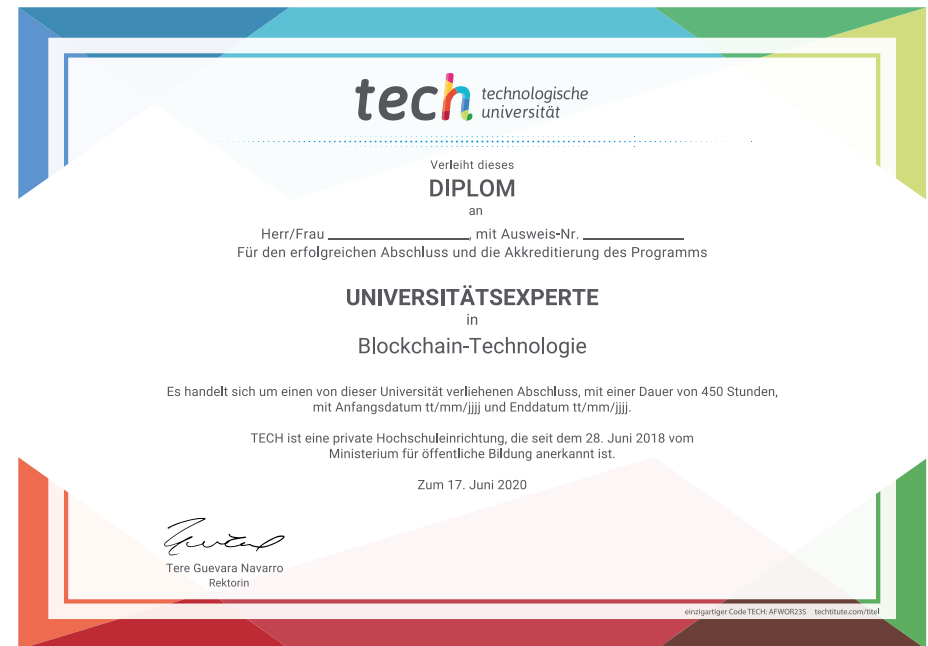 tech technologische
universität
Verleiht dieses
DIPLOM
an
Herr/Frau ____________________, mit Ausweis-Nr. ______________
Für den erfolgreichen Abschluss und die Akkreditierung des Programms
UNIVERSITÄTSEXPERTE
in
Blockchain-Technologie
Es handelt sich um einen von dieser Universität verliehenen Abschluss, mit einer Dauer von 450 Stunden,
mit Anfangsdatum tt/mm/jjjj und Enddatum tt/mm/jjjj.
TECH ist eine private Hochschuleinrichtung, die seit dem 28. Juni 2018 vom
Ministerium für öffentliche Bildung anerkannt ist.
Zum 17. Juni 2020
Tere Guevara Navarro
Rektorin
einzigartiger Code TECH: AFWOR23S techtitute.com/titel